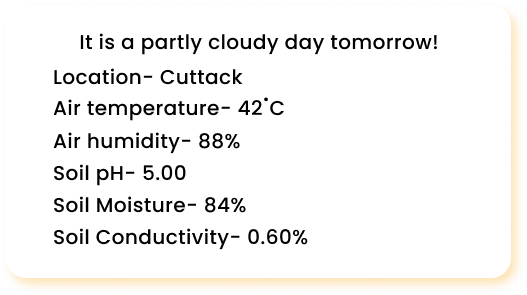 It is a partly cloudy day tomorrow!
Location- Cuttack
Air temperature- 42˚C
Air humidity- 88%
Soil pH- 5.00
Soil Moisture- 84%
Soil Conductivity- 0.60%